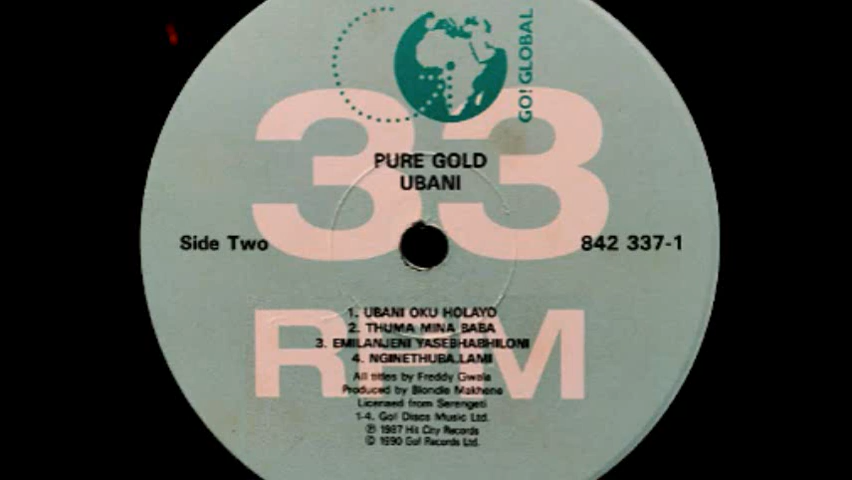 GO! GLOBAL
33
PURE GOLD
UBANI
Side Two
842 337-1
RPM
1. UBANI OKU HOLAYO
2. THUMA MINA BABA
3. EMILANJENI YASEBHABHILONI
4. NGINETHUBA.LAMI
All titles by Freddy Gwala
Produced by Blondie Makhene
Licensed from Serengeti
1-4. Go! Discs Music Ltd.
℗ 1987 Hit City Records
© 1990 Go! Records Ltd.